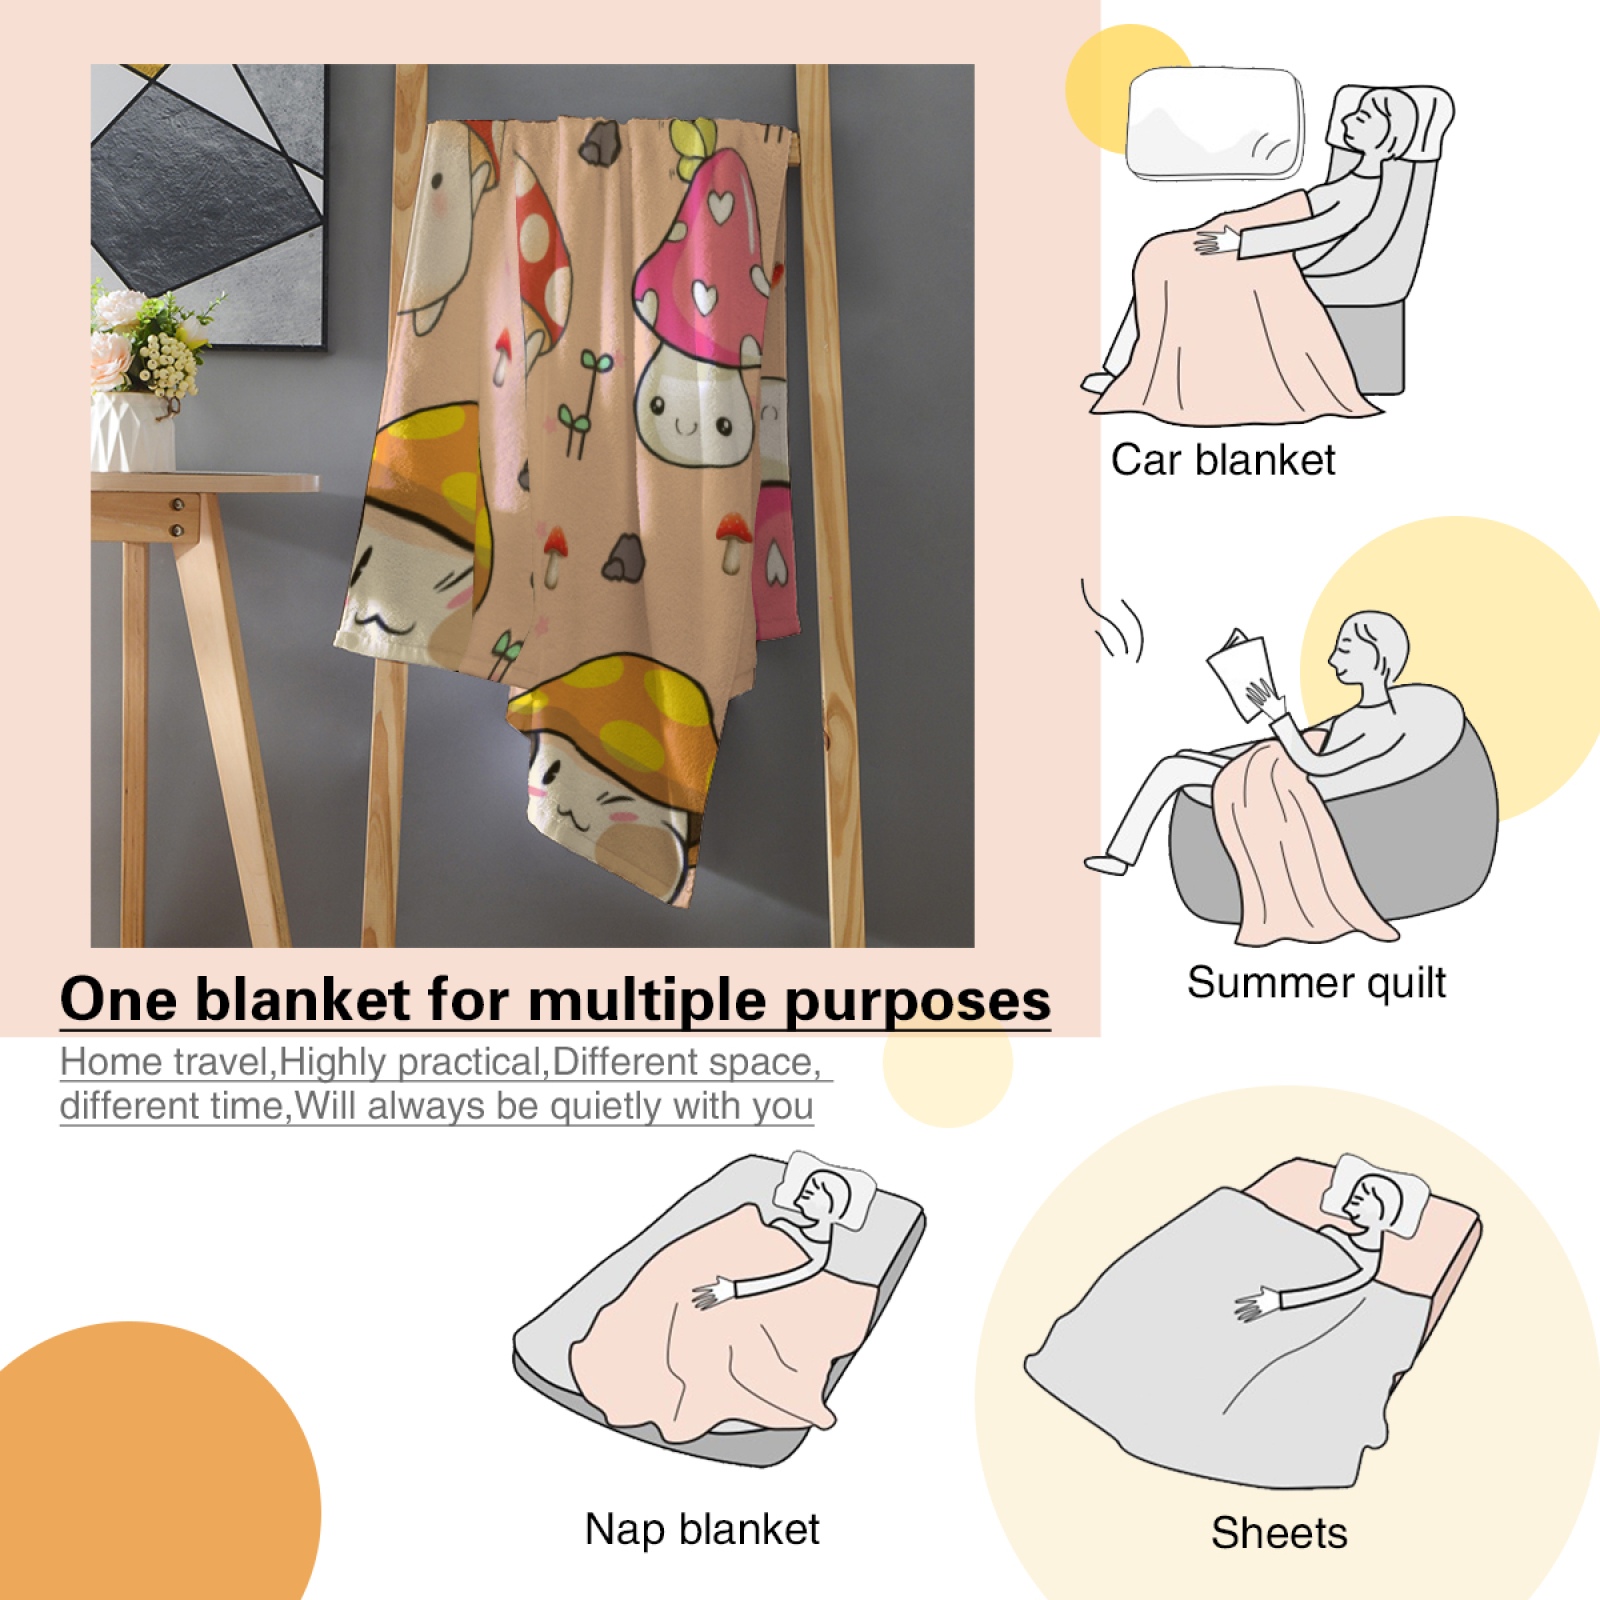 Car blanket
Summer quilt
One blanket for multiple purposes
Home travel,Highly practical,Different space,
different time,Will always be quietly with you
Nap blanket
Sheets